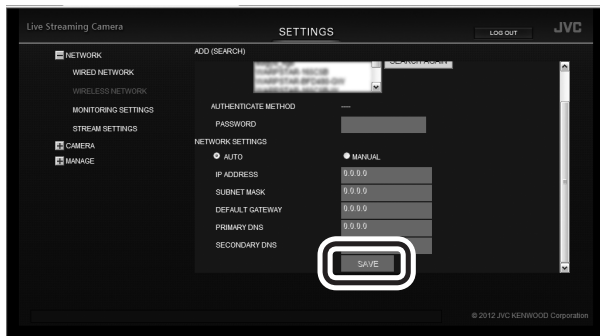 Live Streaming Camera
SETTINGS
LOG OUT
JVC
NETWORK
WIRED NETWORK
WIRELESS NETWORK
MONITORING SETTINGS
STREAM SETTINGS
CAMERA
MANAGE
ADD (SEARCH)
SEARCH AGAIN
AUTHENTICATE METHOD ----
PASSWORD
NETWORK SETTINGS
AUTO MANUAL
IP ADDRESS 0.0.0.0
SUBNET MASK 0.0.0.0
DEFAULT GATEWAY 0.0.0.0
PRIMARY DNS 0.0.0.0
SECONDARY DNS
SAVE
© 2012 JVC KENWOOD Corporation